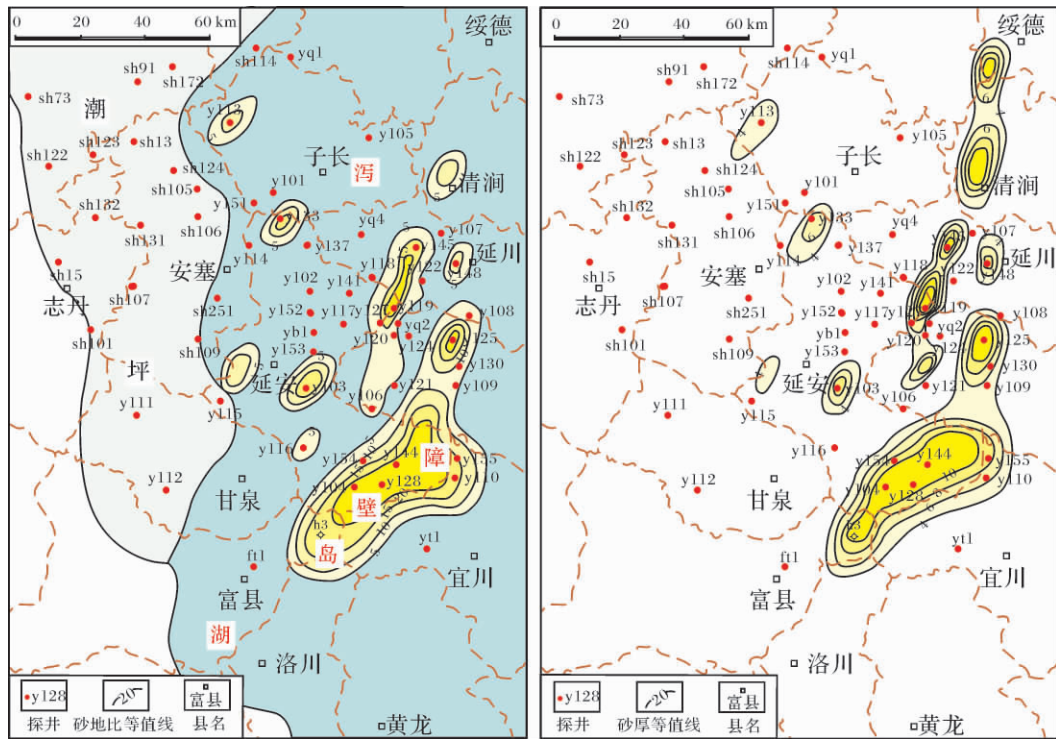 0 20 40 60 km
绥德
sh114
yq1
sh91
sh172
sh73
潮
y113
y105
sh13
sh123
sh122
sh124
子长
泻
sh105
y101
清涧
sh132
y151
y133
sh106
sh131
yq4
y107
y145
y137
y114
延川
安塞
sh15
y118
y122
y148
志丹
sh107
y102
y141
sh251
y152
y117
y119
y108
sh101
yb1
yq2
sh109
y120
y124
y125
坪
y153
延安
y130
y103
y121
y109
y111
y115
y106
y116
障
y154
y144
y155
y112
甘泉
y104
y128
y110
壁
h3
岛
ft1
yt1
宜川
富县
湖
洛川
y128
20
富县
探井
砂地比等值线
县名
黄龙
0 20 40 60 km
绥德
sh114
yq1
sh91
sh172
sh73
y113
y105
sh13
sh123
sh122
sh124
子长
sh105
y101
清涧
sh132
y151
y133
sh106
sh131
yq4
y107
y137
y114
延川
安塞
sh15
y118
y122
y148
志丹
sh107
y102
y141
sh251
y152
y117
y119
y108
sh101
yb1
yq2
sh109
y120
y125
y153
延安
y130
y103
y121
y109
y111
y115
y106
y116
y154
y144
y155
y112
甘泉
y104
y128
y110
h3
ft1
yt1
宜川
富县
洛川
y128
20
富县
探井
砂厚等值线
县名
黄龙